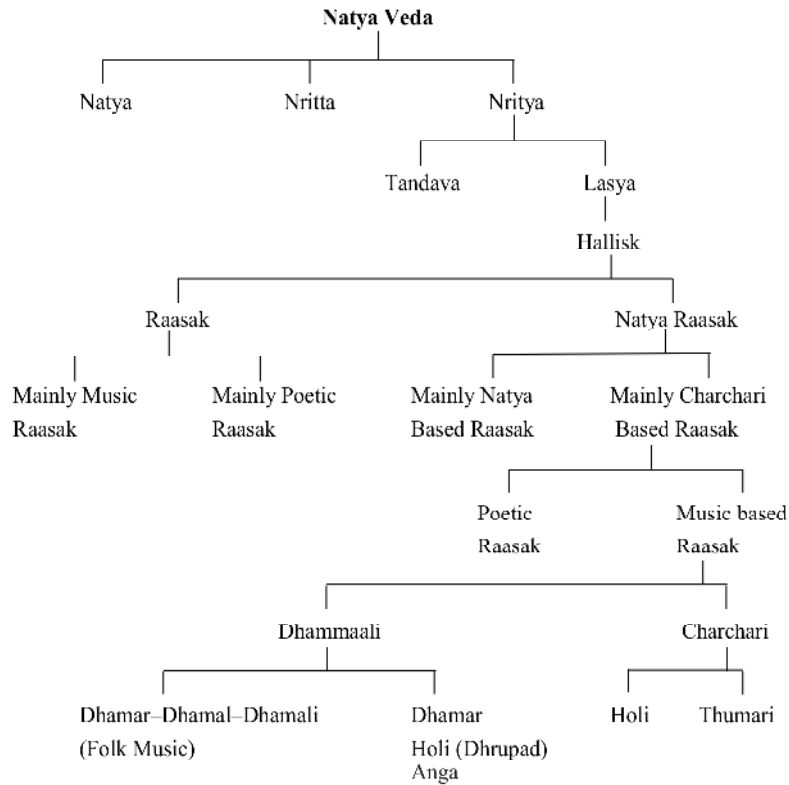 Natya Veda
Natya Nritta Nritya
Tandava Lasya
Hallisk
Raasak Natya Raasak
Mainly Music Mainly Poetic Mainly Natya Mainly Charchari
Raasak Raasak Based Raasak Based Raasak
Poetic Music based
Raasak Raasak
Dhammaali Charchari
Dhamar–Dhamal–Dhamali Dhamar Holi Thumari
(Folk Music) Holi (Dhrupad)
Anga